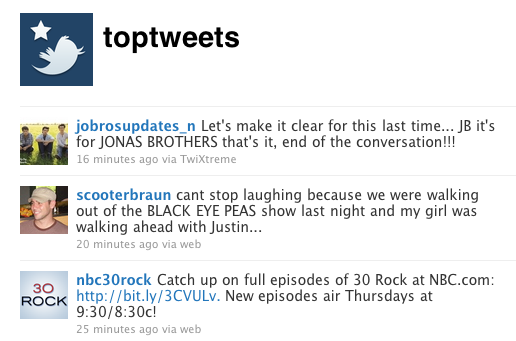 toptweets
jobrosupdates_n Let's make it clear for this last time... JB it's
for JONAS BROTHERS that's it, end of the conversation!!!
16 minutes ago via TwiXtreme
scooterbraun cant stop laughing because we were walking
out of the BLACK EYE PEAS show last night and my girl was
walking ahead with Justin...
20 minutes ago via web
30
ROCK
nbc30rock Catch up on full episodes of 30 Rock at NBC.com:
http://bit.ly/3CVULv. New episodes air Thursdays at
9:30/8:30c!
25 minutes ago via web